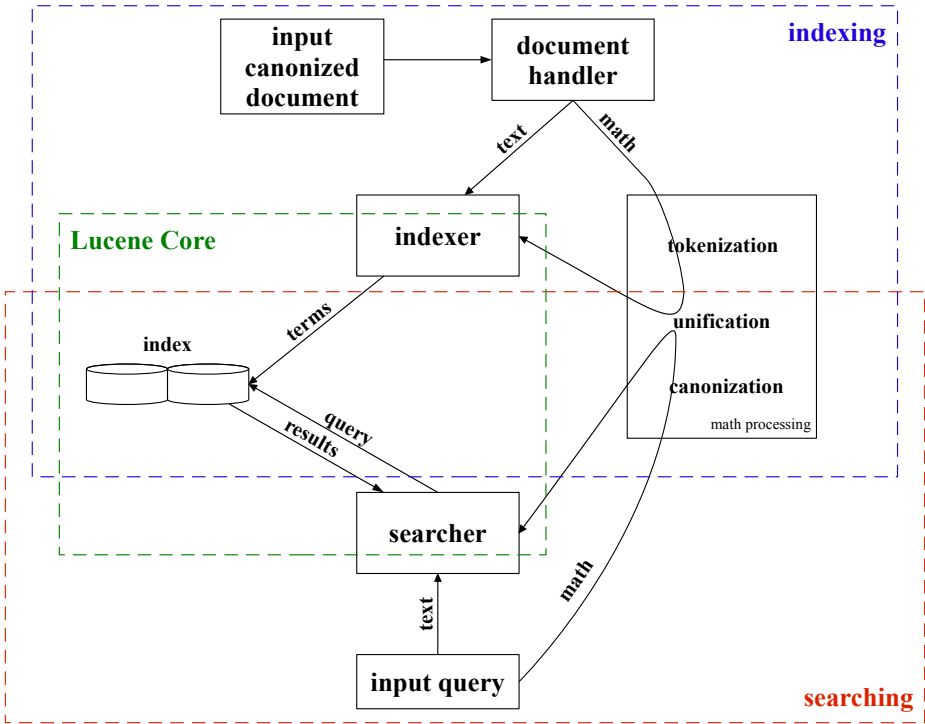 indexing
input
canonized
document
document
handler
text
math
Lucene Core
indexer
tokenization
terms
unification
index
canonization
math processing
query
results
searcher
math
text
input query
searching